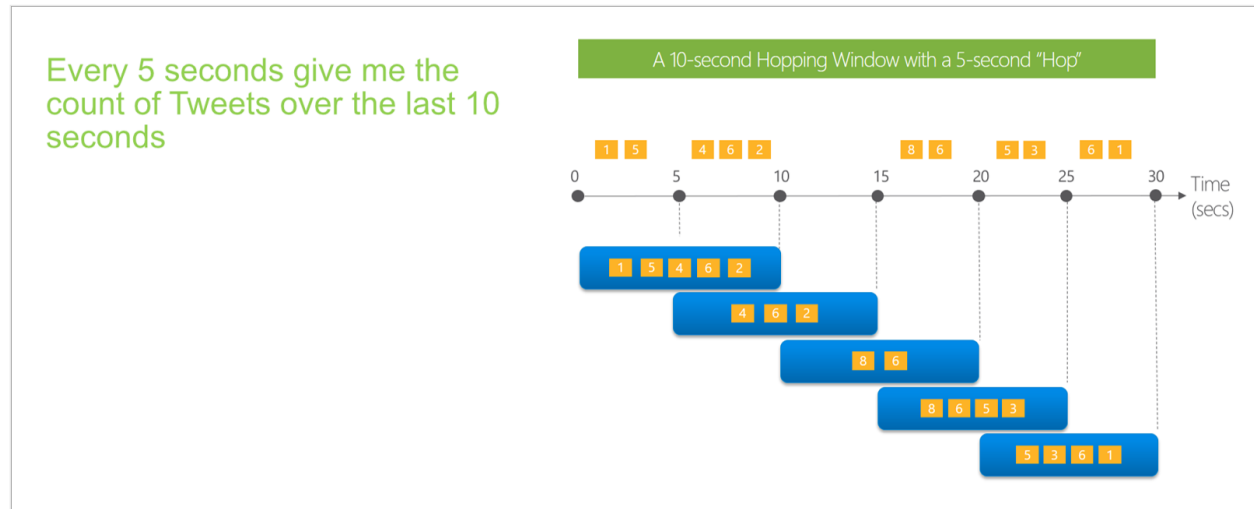 Every 5 seconds give me the
count of Tweets over the last 10
seconds
A 10-second Hopping Window with a 5-second “Hop”
1 5 4 6 2 8 6 5 3 6 1
0 5 10 15 20 25 30
Time
(secs)
1 5 4 6 2
4 6 2
8 6
8 6 5 3
5 3 6 1